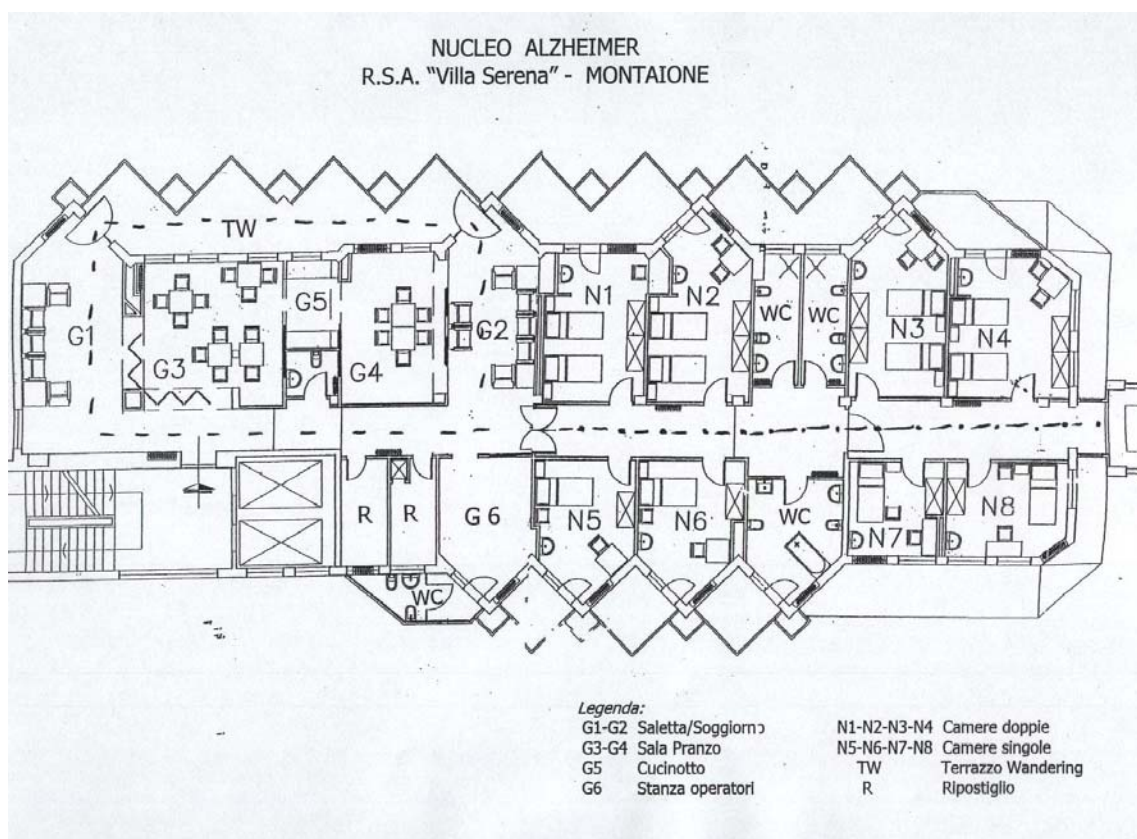 NUCLEO ALZHEIMER
R.S.A. "Villa Serena" - MONTAIONE
TW
G1
G3
G5
G4
G2
N1
N2
WC
WC
N3
N4
R
R
G 6
WC
N5
N6
WC
N7
N8
Legenda:
G1-G2 Saletta/Soggiorno
G3-G4 Sala Pranzo
G5 Cucinotto
G6 Stanza operatori
N1-N2-N3-N4 Camere doppie
N5-N6-N7-N8 Camere singole
TW Terrazzo Wandering
R Ripostiglio